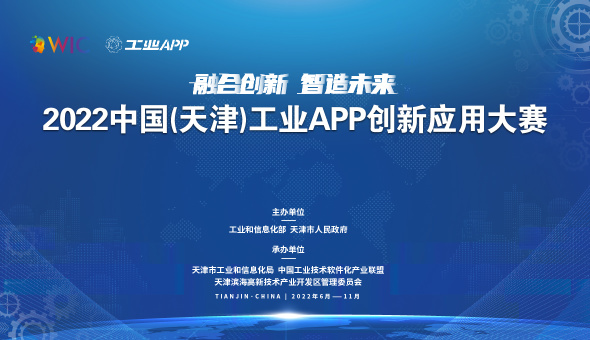 WIC 工业APP
融合创新 智造未来
2022中国(天津)工业APP创新应用大赛
主办单位
工业和信息化部 天津市人民政府
承办单位
天津市工业和信息化局 中国工业技术软件化产业联盟
天津滨海高新技术产业开发区管理委员会
TIANJIN-CHINA | 2022年6月——11月